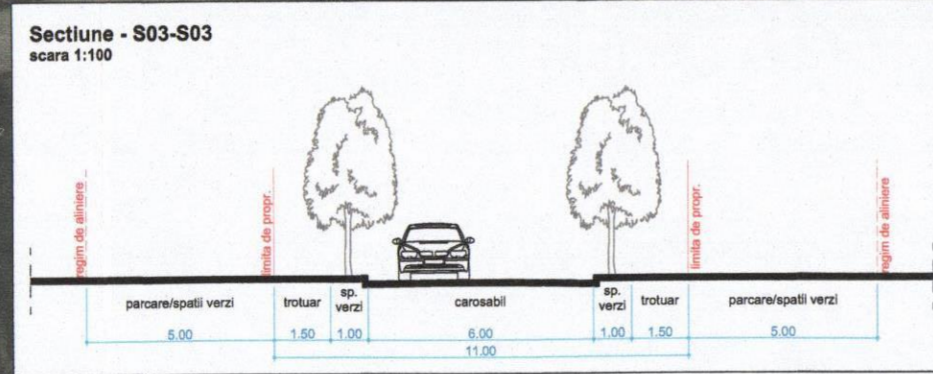 Sectiune - S03-S03
scara 1:100
regim de aliniere
limita de propr.
limita de propr.
regim de aliniere
parcare/spatii verzi
trotuar
sp.
verzi
carosabil
sp.
verzi
trotuar
parcare/spatii verzi
5.00
1.50
1.00
6.00
1.00
1.50
5.00
11.00